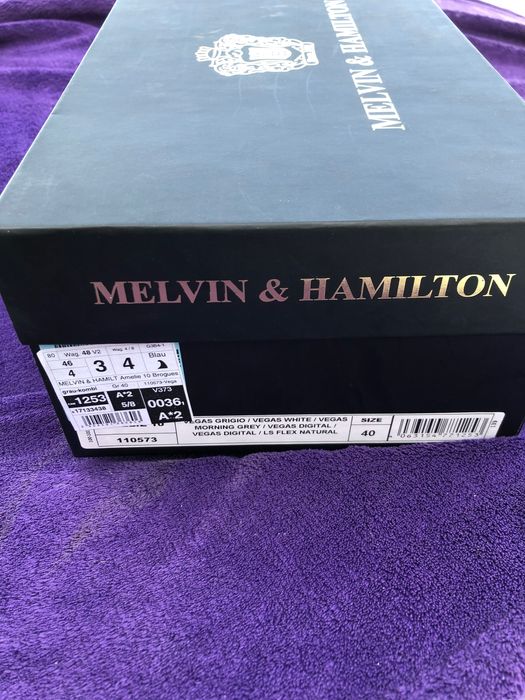 MELVIN & HAMILTON
MELVIN & HAMILTON
80 Wag. 48 V2 Wag. 4 / 8 G3B4-1
46 3 4 Blau
4
MELVIN & HAMILT Amelie 10 Brogues
grau-kombi Gr.40 110573-Vega
1253 A*2 V373
17133438 5/8 0036
A*2
VEGAS GRIGIO / VEGAS WHITE / VEGAS SIZE
110573 MORNING GREY / VEGAS DIGITAL / 40
VEGAS DIGITAL / LS FLEX NATURAL